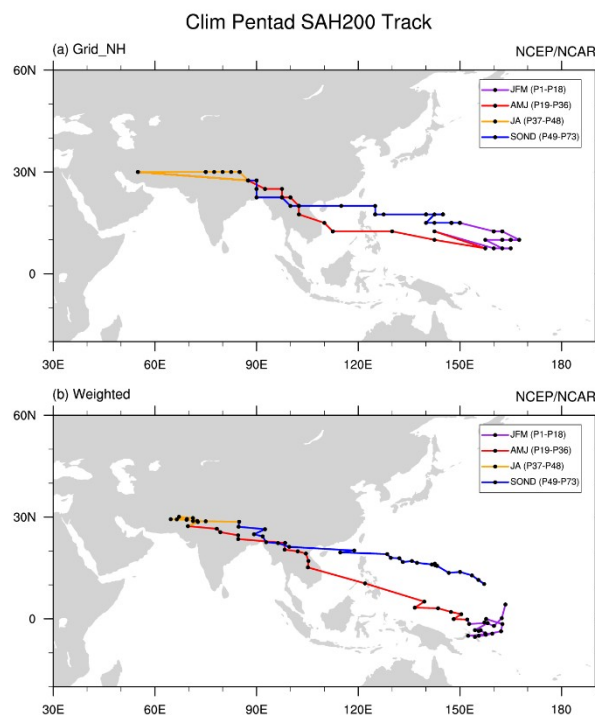 Clim Pentad SAH200 Track
(a) Grid_NH
NCEP/NCAR
60N
JFM (P1-P18)
AMJ (P19-P36)
JA (P37-P48)
SOND (P49-P73)
30N
0
30E 60E 90E 120E 150E 180
(b) Weighted
NCEP/NCAR
60N
JFM (P1-P18)
AMJ (P19-P36)
JA (P37-P48)
SOND (P49-P73)
30N
0
30E 60E 90E 120E 150E 180